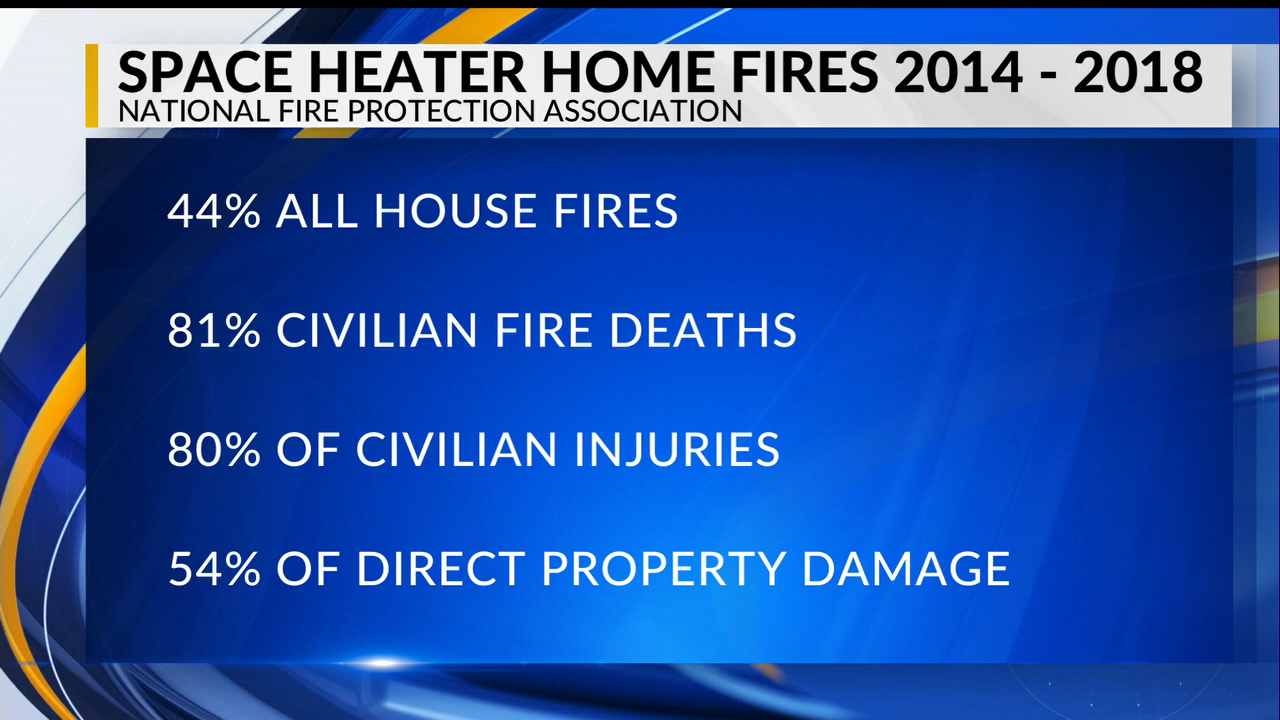 SPACE HEATER HOME FIRES 2014 - 2018
NATIONAL FIRE PROTECTION ASSOCIATION
44% ALL HOUSE FIRES
81% CIVILIAN FIRE DEATHS
80% OF CIVILIAN INJURIES
54% OF DIRECT PROPERTY DAMAGE